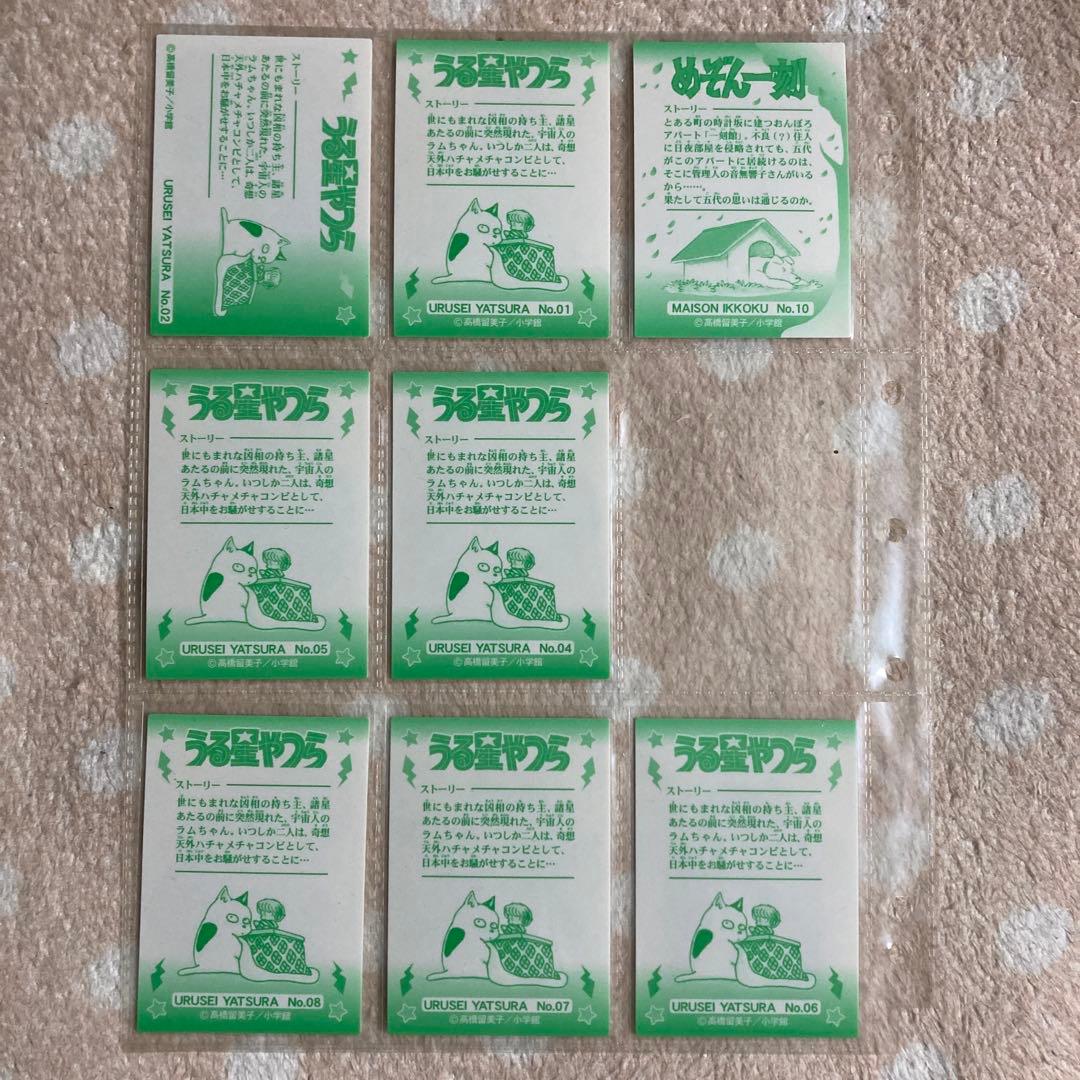 うる星やつら
ストーリー
世にもまれな凶相の持ち主、諸星
あたるの前に突然現れた、宇宙人の
ラムちゃん。いつしか二人は、奇想
天外ハチャメチャコンビとして、
日本中をお騒がせすることに…
URUSEI YATSURA No.02
©高橋留美子/小学館
うる星やつら
ストーリー
世にもまれな凶相の持ち主、諸星
あたるの前に突然現れた、宇宙人の
ラムちゃん。いつしか二人は、奇想
天外ハチャメチャコンビとして、
日本中をお騒がせすることに…
URUSEI YATSURA No.01
©高橋留美子/小学館
めぞん一刻
ストーリー
とある町の時計坂に建つおんぼろ
アパート「一刻館」。不良(?)住人
に日夜部屋を侵略されても、五代
がこのアパートに居続けるのは、
そこに管理人の音無響子さんがいる
から……。
果たして五代の思いは通じるのか。
MAISON IKKOKU No.10
©高橋留美子/小学館
うる星やつら
ストーリー
世にもまれな凶相の持ち主、諸星
あたるの前に突然現れた、宇宙人の
ラムちゃん。いつしか二人は、奇想
天外ハチャメチャコンビとして、
日本中をお騒がせすることに…
URUSEI YATSURA No.05
©高橋留美子/小学館
うる星やつら
ストーリー
世にもまれな凶相の持ち主、諸星
あたるの前に突然現れた、宇宙人の
ラムちゃん。いつしか二人は、奇想
天外ハチャメチャコンビとして、
日本中をお騒がせすることに…
URUSEI YATSURA No.04
©高橋留美子/小学館
うる星やつら
ストーリー
世にもまれな凶相の持ち主、諸星
あたるの前に突然現れた、宇宙人の
ラムちゃん。いつしか二人は、奇想
天外ハチャメチャコンビとして、
日本中をお騒がせすることに…
URUSEI YATSURA No.08
©高橋留美子/小学館
うる星やつら
ストーリー
世にもまれな凶相の持ち主、諸星
あたるの前に突然現れた、宇宙人の
ラムちゃん。いつしか二人は、奇想
天外ハチャメチャコンビとして、
日本中をお騒がせすることに…
URUSEI YATSURA No.07
©高橋留美子/小学館
うる星やつら
ストーリー
世にもまれな凶相の持ち主、諸星
あたるの前に突然現れた、宇宙人の
ラムちゃん。いつしか二人は、奇想
天外ハチャメチャコンビとして、
日本中をお騒がせすることに…
URUSEI YATSURA No.06
©高橋留美子/小学館